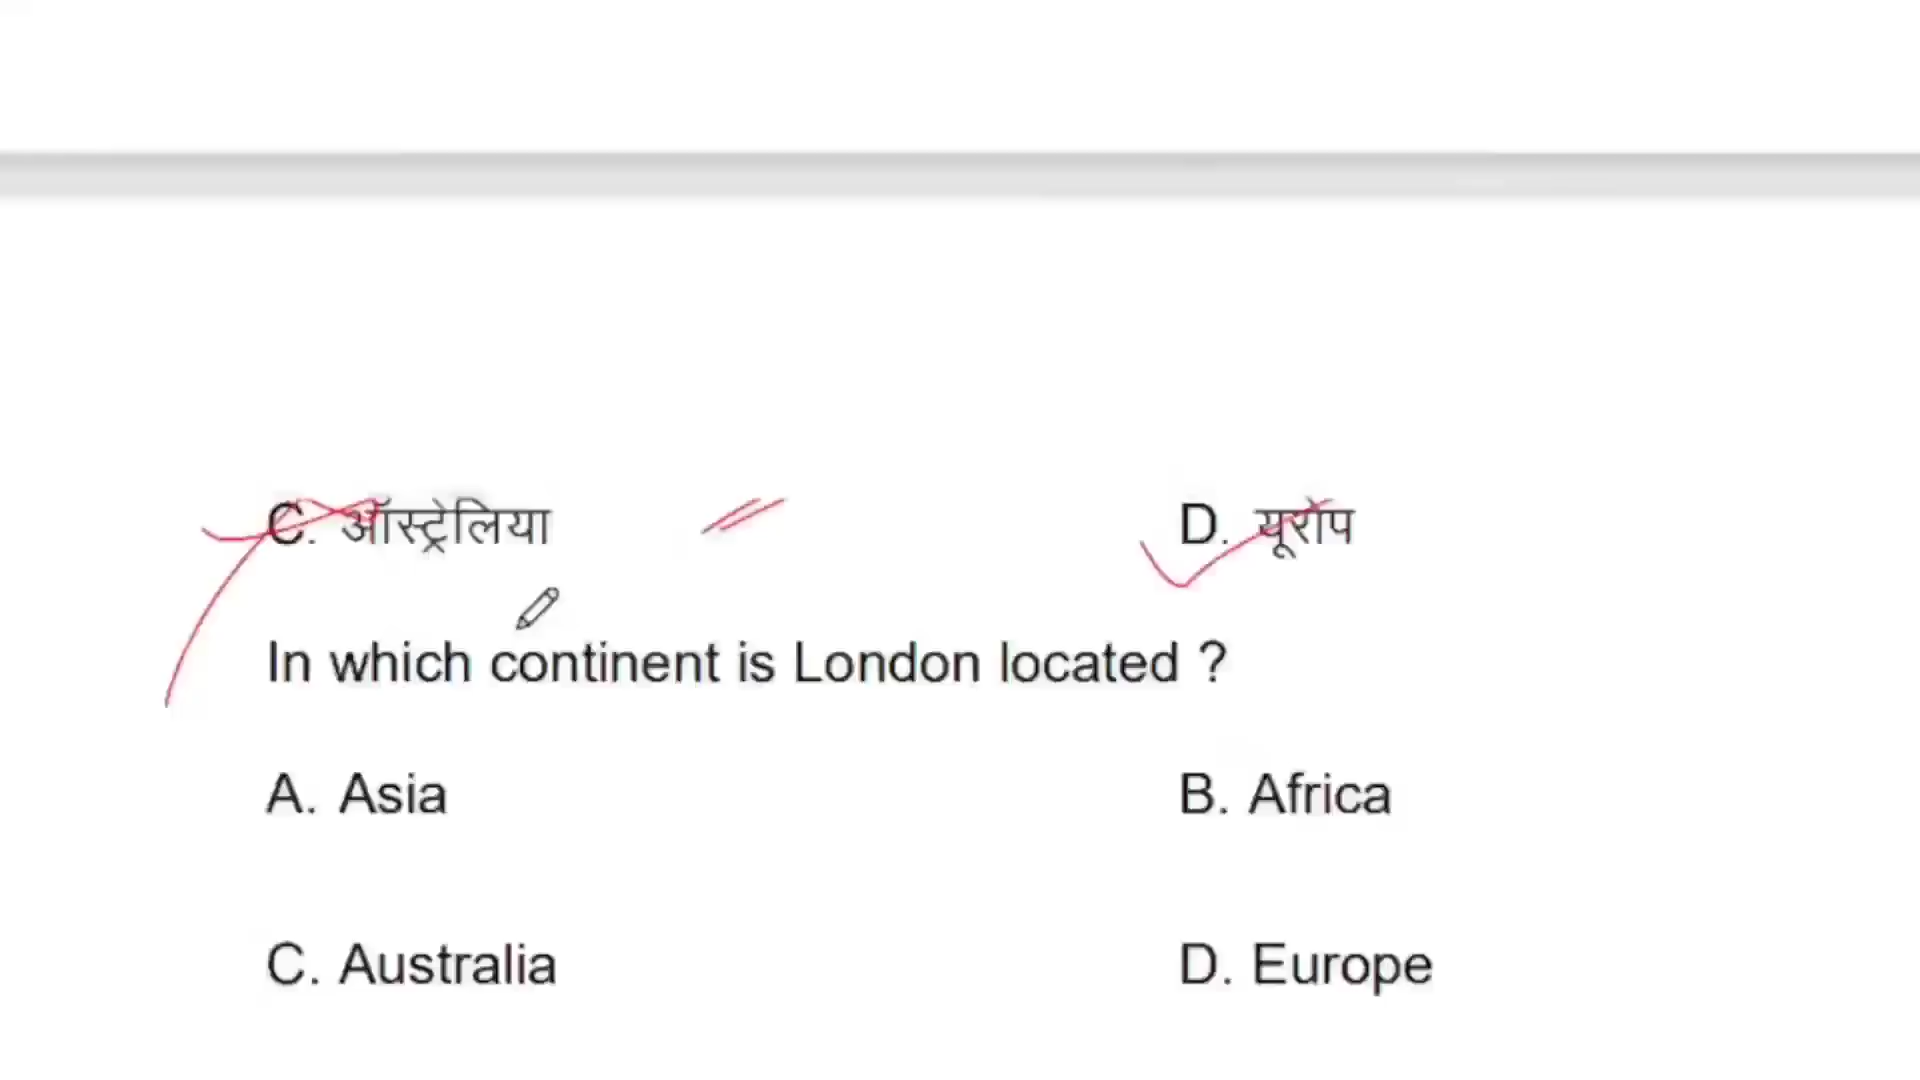 C. ऑस्ट्रेलिया D. यूरोप
In which continent is London located ?
A. Asia B. Africa
C. Australia D. Europe